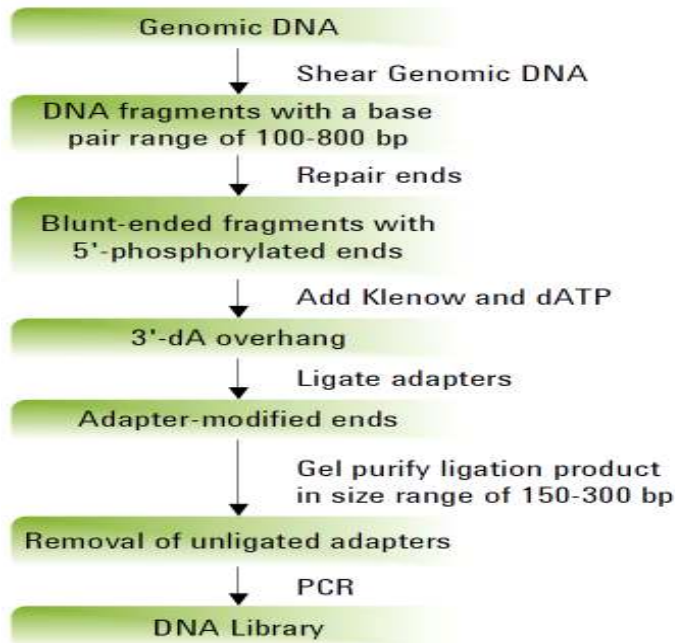 Genomic DNA
Shear Genomic DNA
DNA fragments with a base
pair range of 100-800 bp
Repair ends
Blunt-ended fragments with
5'-phosphorylated ends
Add Klenow and dATP
3'-dA overhang
Ligate adapters
Adapter-modified ends
Gel purify ligation product
in size range of 150-300 bp
Removal of unligated adapters
PCR
DNA Library